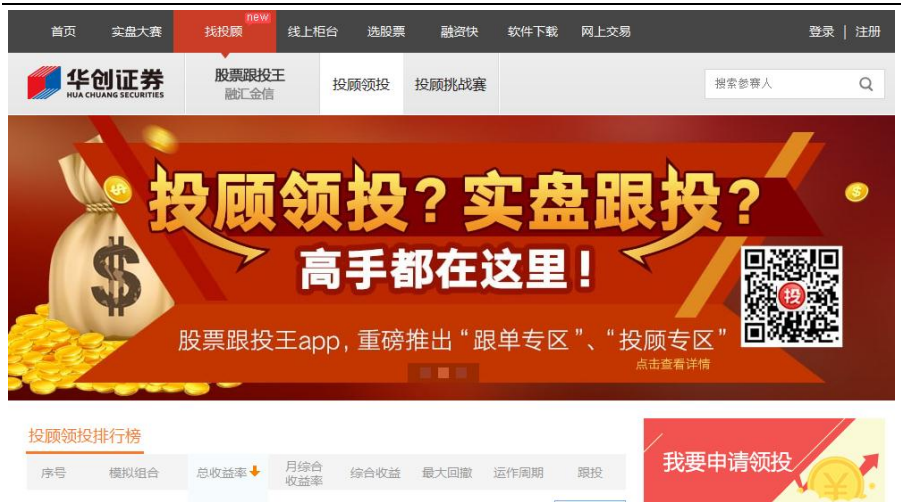 首页 实盘大赛 找投顾 new 线上柜台 选股票 融资快 软件下载 网上交易 登录 | 注册
华创证券
HUA CHUANG SECURITIES
股票跟投王
融汇金信
投顾领投 投顾挑战赛
搜索参赛人
投顾领投？实盘跟投？
高手都在这里！
投
股票跟投王app，重磅推出“跟单专区”、“投顾专区”
点击查看详情
投顾领投排行榜
序号 模拟组合 总收益率 月综合收益率 综合收益 最大回撤 运作周期 跟投
我要申请领投